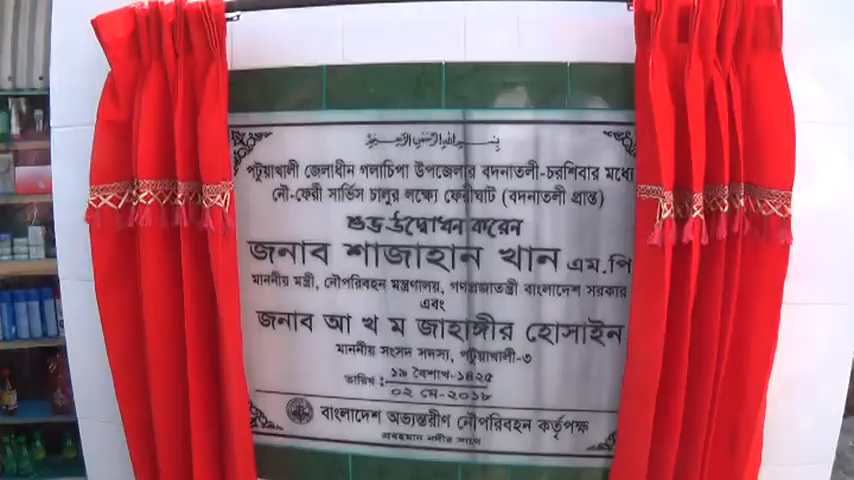 بسم الله الرحمن الرحيم
পটুয়াখালী জেলাধীন গলাচিপা উপজেলার বদনাতলী-চরশিবার মধ্যে
নৌ-ফেরী সার্ভিস চালুর লক্ষ্যে ফেরীঘাট (বদনাতলী প্রান্ত)
শুভ উদ্বোধন করেন
জনাব শাজাহান খান এম.পি
মাননীয় মন্ত্রী, নৌপরিবহন মন্ত্রণালয়, গণপ্রজাতন্ত্রী বাংলাদেশ সরকার
এবং
জনাব আ খ ম জাহাঙ্গীর হোসাইন
মাননীয় সংসদ সদস্য, পটুয়াখালী-৩
তারিখ : ১৯ বৈশাখ-১৪২৫
০২ মে-২০১৮
বাংলাদেশ অভ্যন্তরীণ নৌপরিবহন কর্তৃপক্ষ